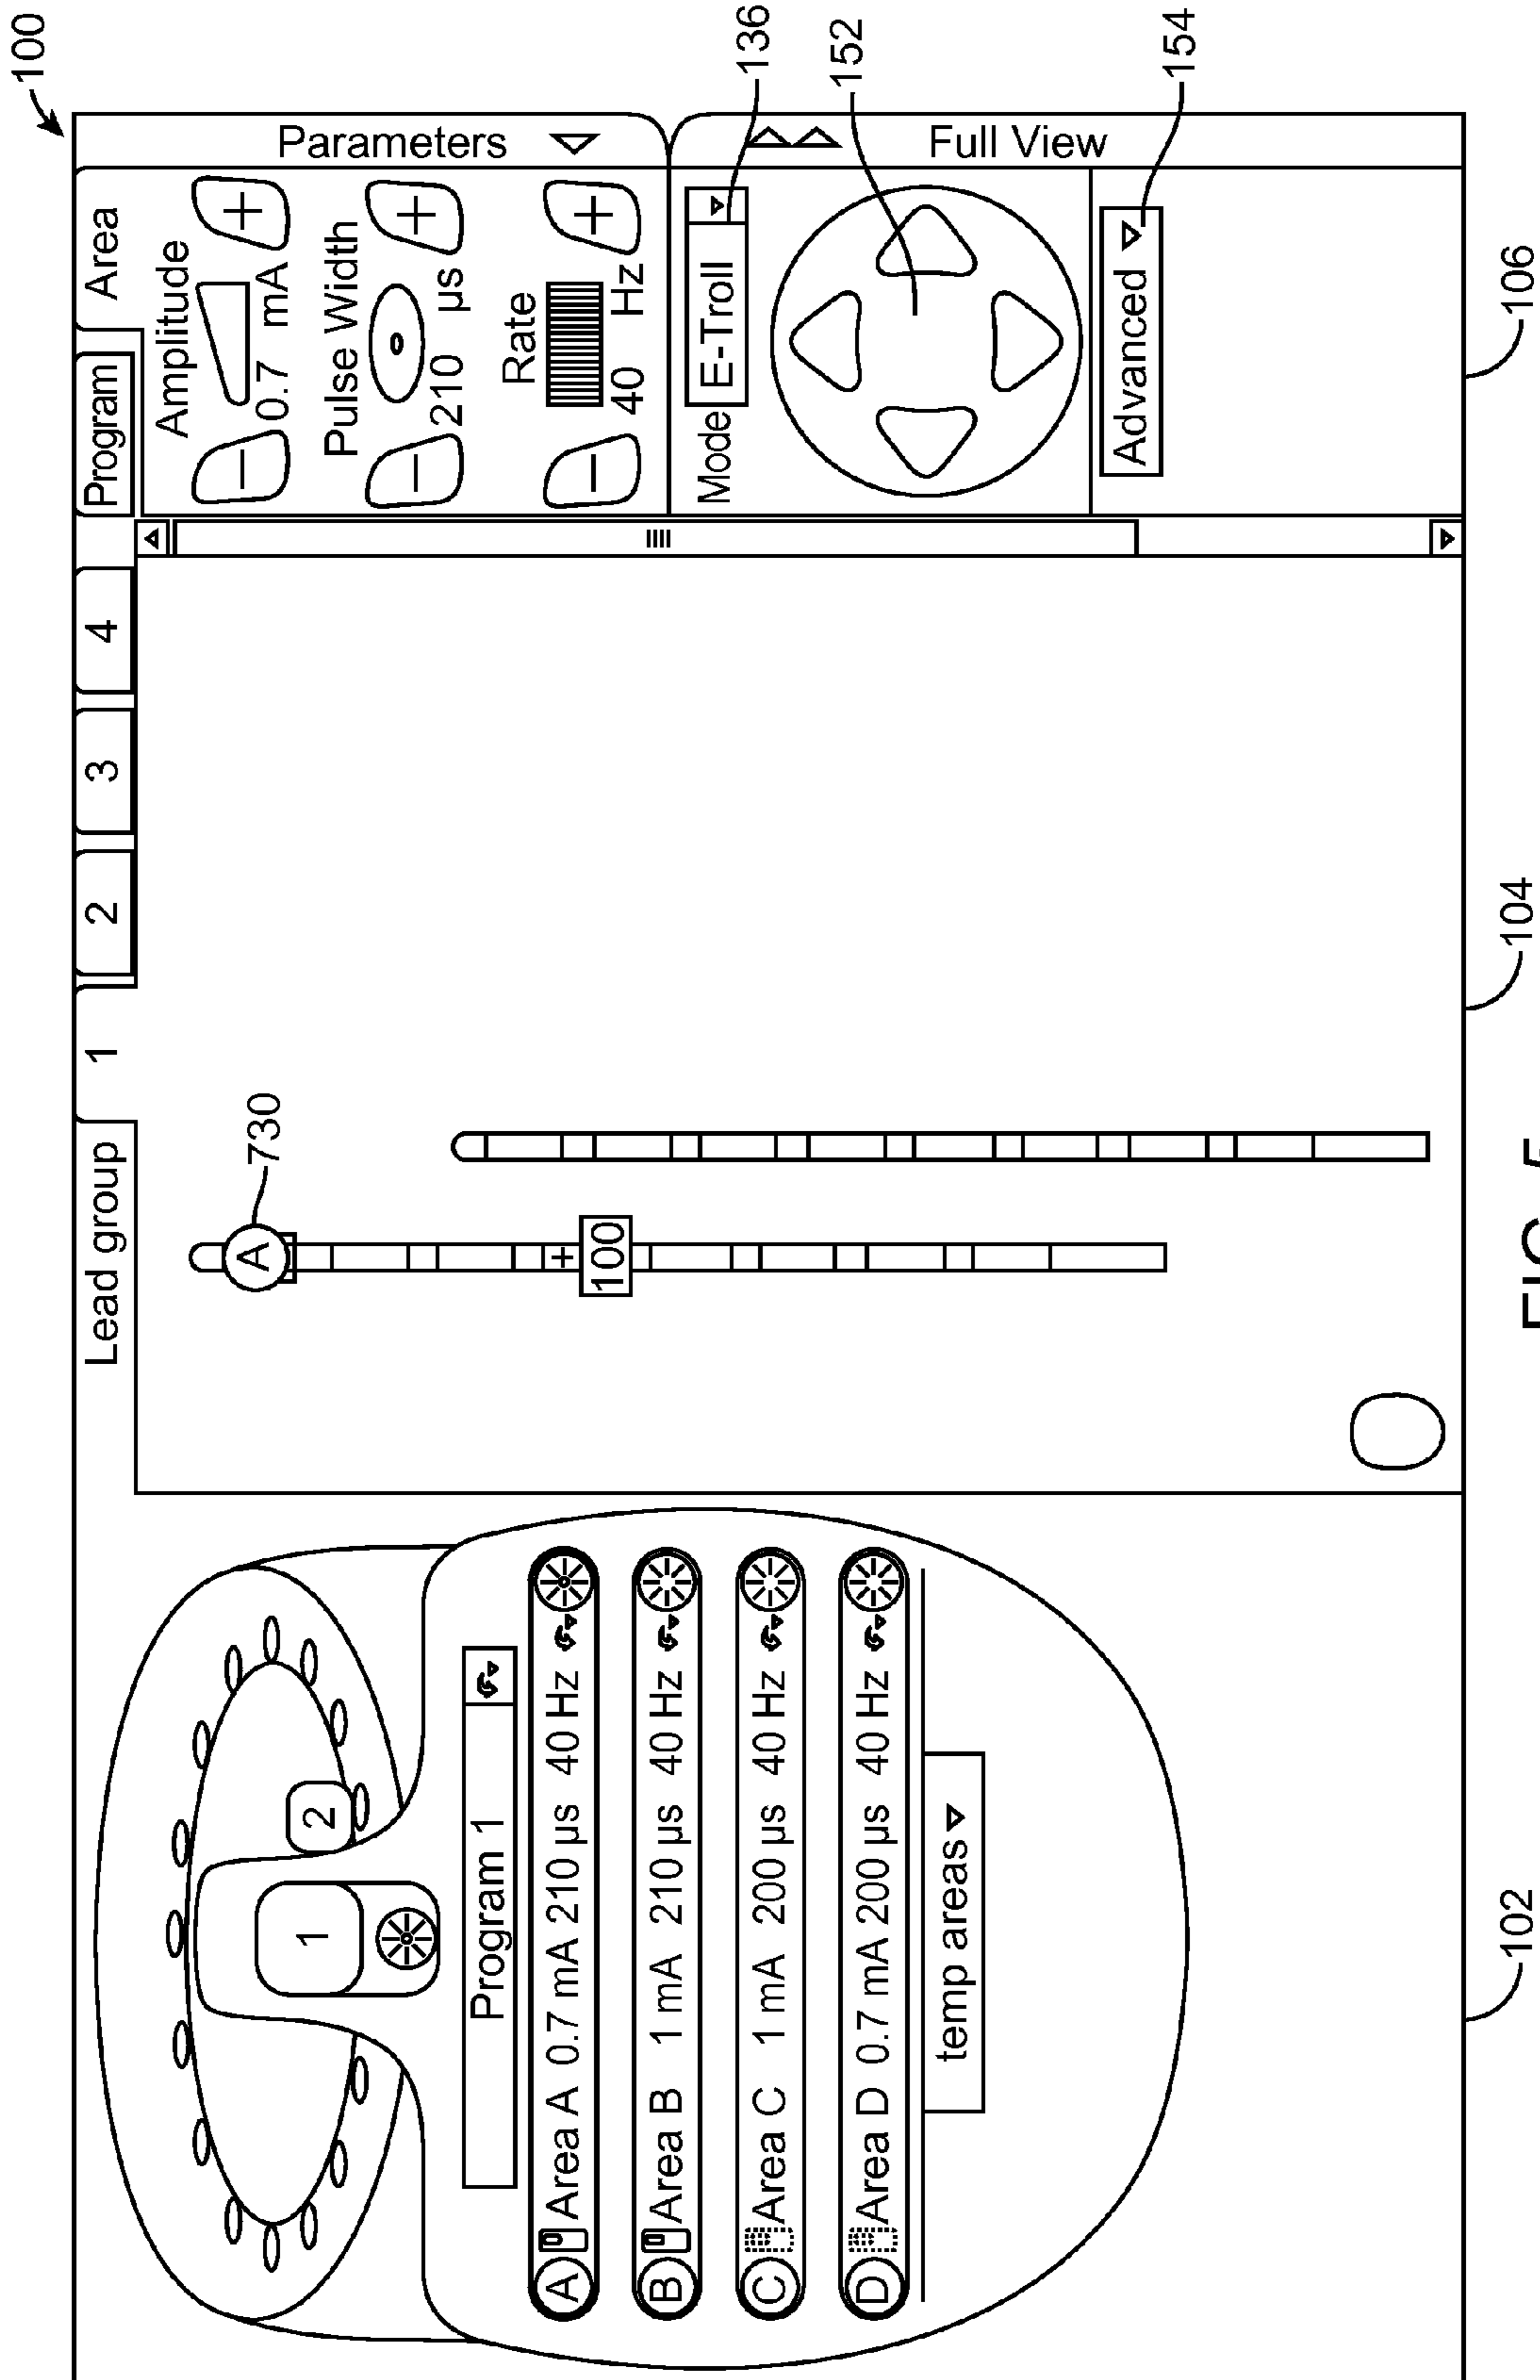 100
Lead group
1
2
3
4
Program
Area
Program 1
A Area A 0.7 mA 210 µs 40 Hz
B Area B 1 mA 210 µs 40 Hz
C Area C 1 mA 200 µs 40 Hz
D Area D 0.7 mA 200 µs 40 Hz
temp areas
1
2
A
730
+
100
Amplitude
− 0.7 mA +
Pulse Width
− 210 µs +
Rate
− 40 Hz +
Parameters
Mode E-Troll
136
152
Full View
Advanced
154
102
104
106